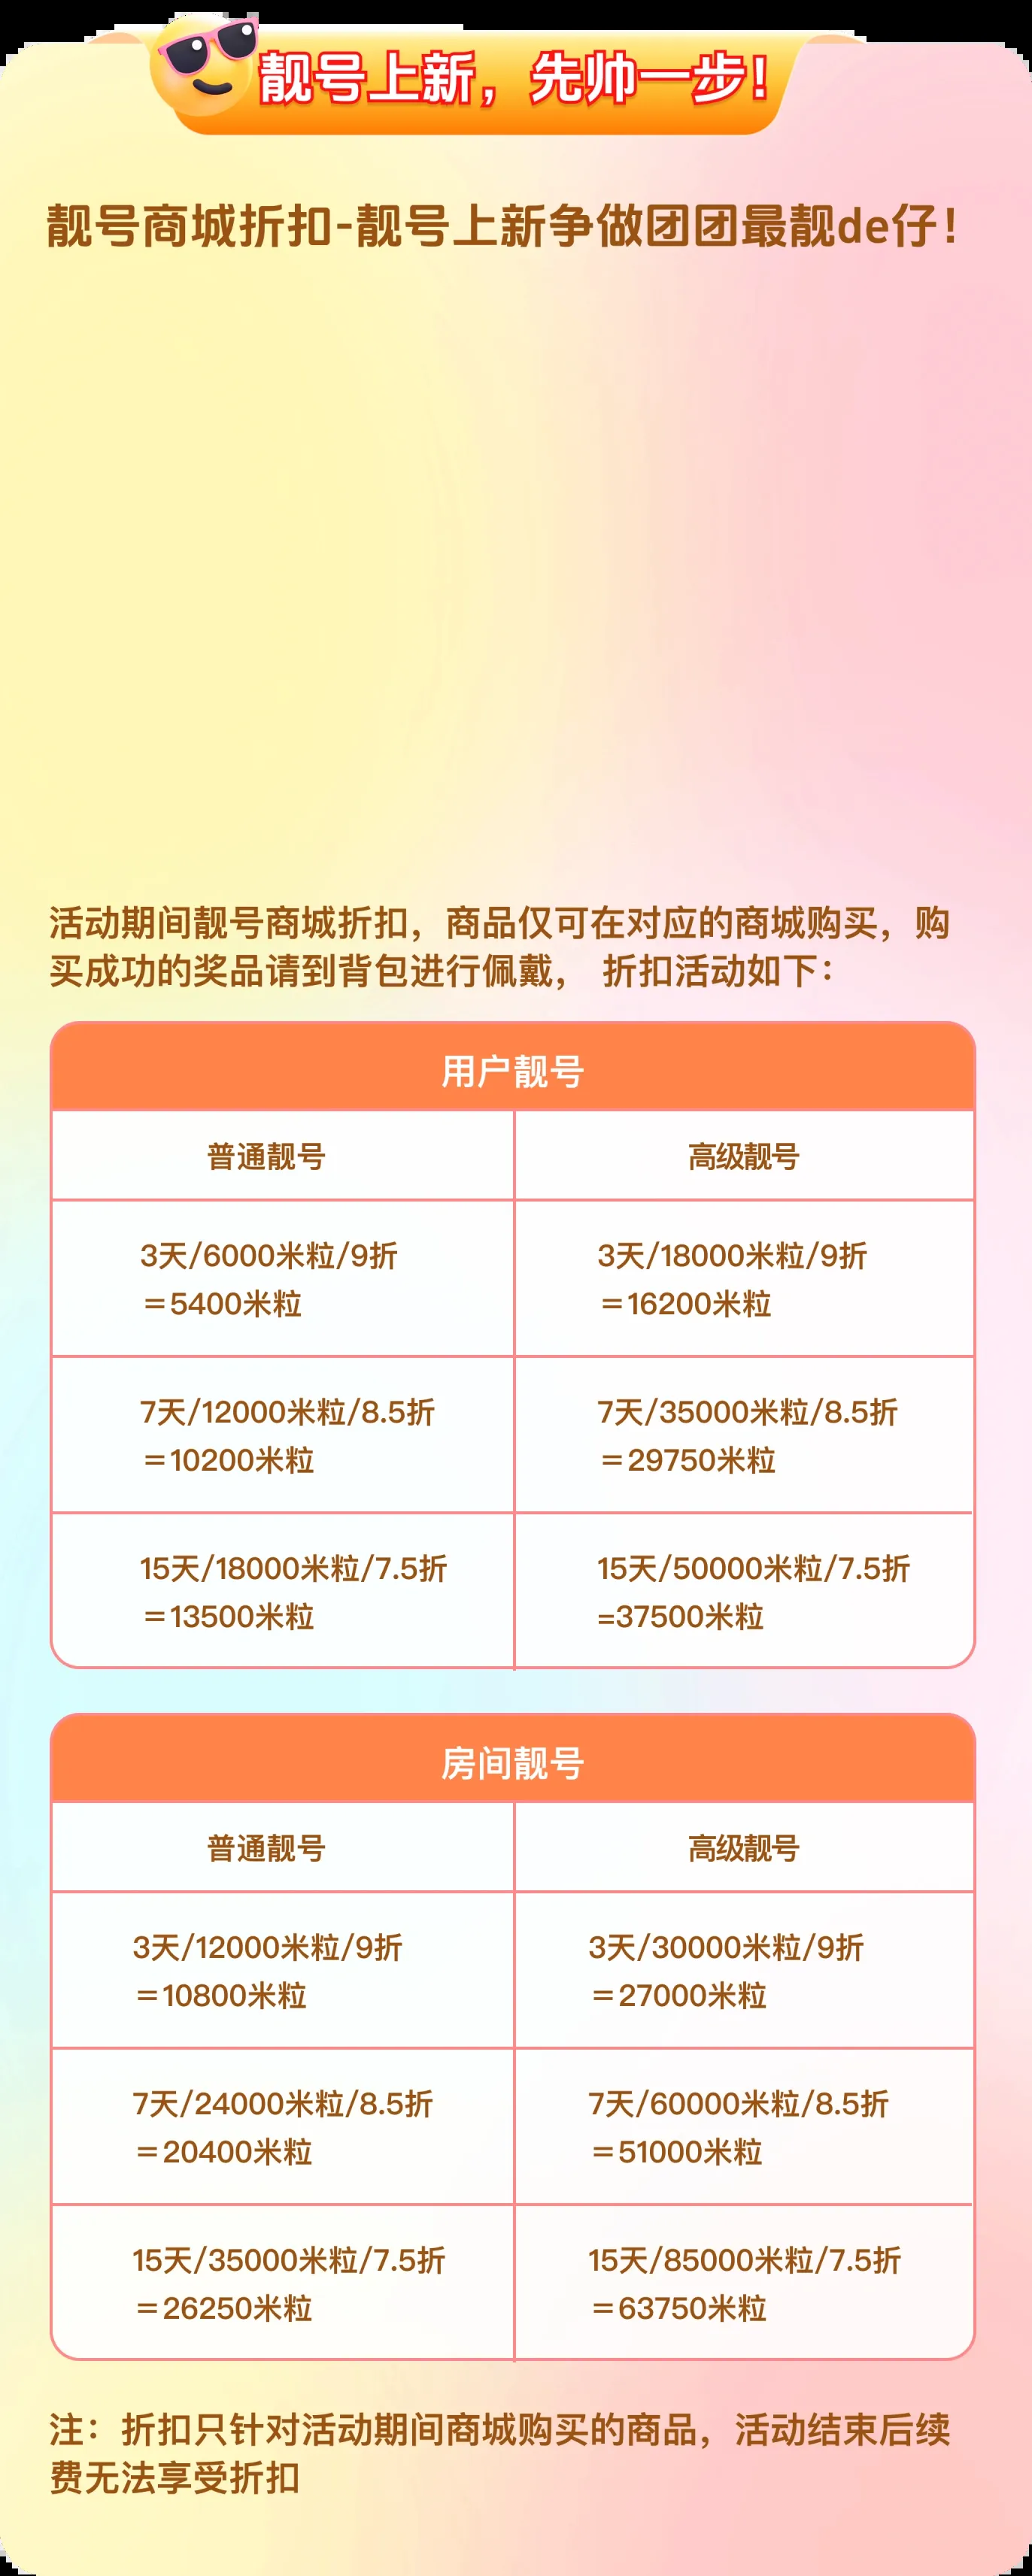 靓号上新，先帅一步！
靓号商城折扣-靓号上新争做团团最靓de仔！
活动期间靓号商城折扣，商品仅可在对应的商城购买，购
买成功的奖品请到背包进行佩戴， 折扣活动如下：
用户靓号
普通靓号 高级靓号
3天/6000米粒/9折 3天/18000米粒/9折
＝5400米粒 ＝16200米粒
7天/12000米粒/8.5折 7天/35000米粒/8.5折
＝10200米粒 ＝29750米粒
15天/18000米粒/7.5折 15天/50000米粒/7.5折
＝13500米粒 =37500米粒
房间靓号
普通靓号 高级靓号
3天/12000米粒/9折 3天/30000米粒/9折
＝10800米粒 ＝27000米粒
7天/24000米粒/8.5折 7天/60000米粒/8.5折
＝20400米粒 ＝51000米粒
15天/35000米粒/7.5折 15天/85000米粒/7.5折
＝26250米粒 ＝63750米粒
注：折扣只针对活动期间商城购买的商品，活动结束后续
费无法享受折扣